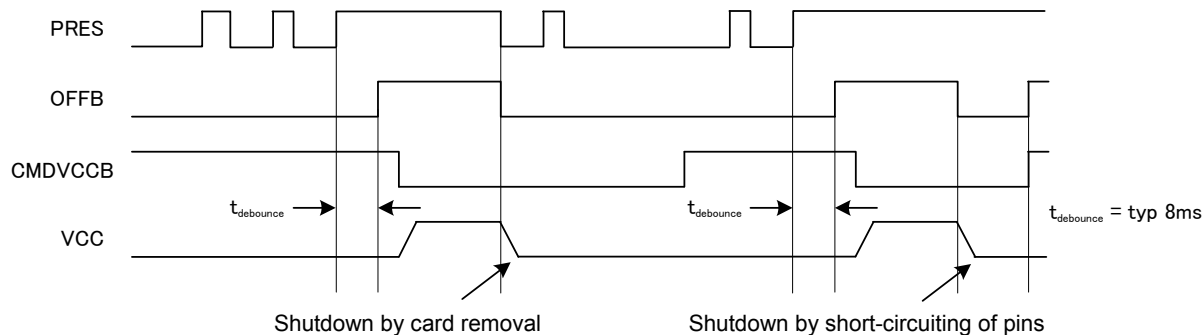 PRES
OFFB
CMDVCCB
tdebounce
tdebounce
tdebounce = typ 8ms
VCC
Shutdown by card removal
Shutdown by short-circuiting of pins